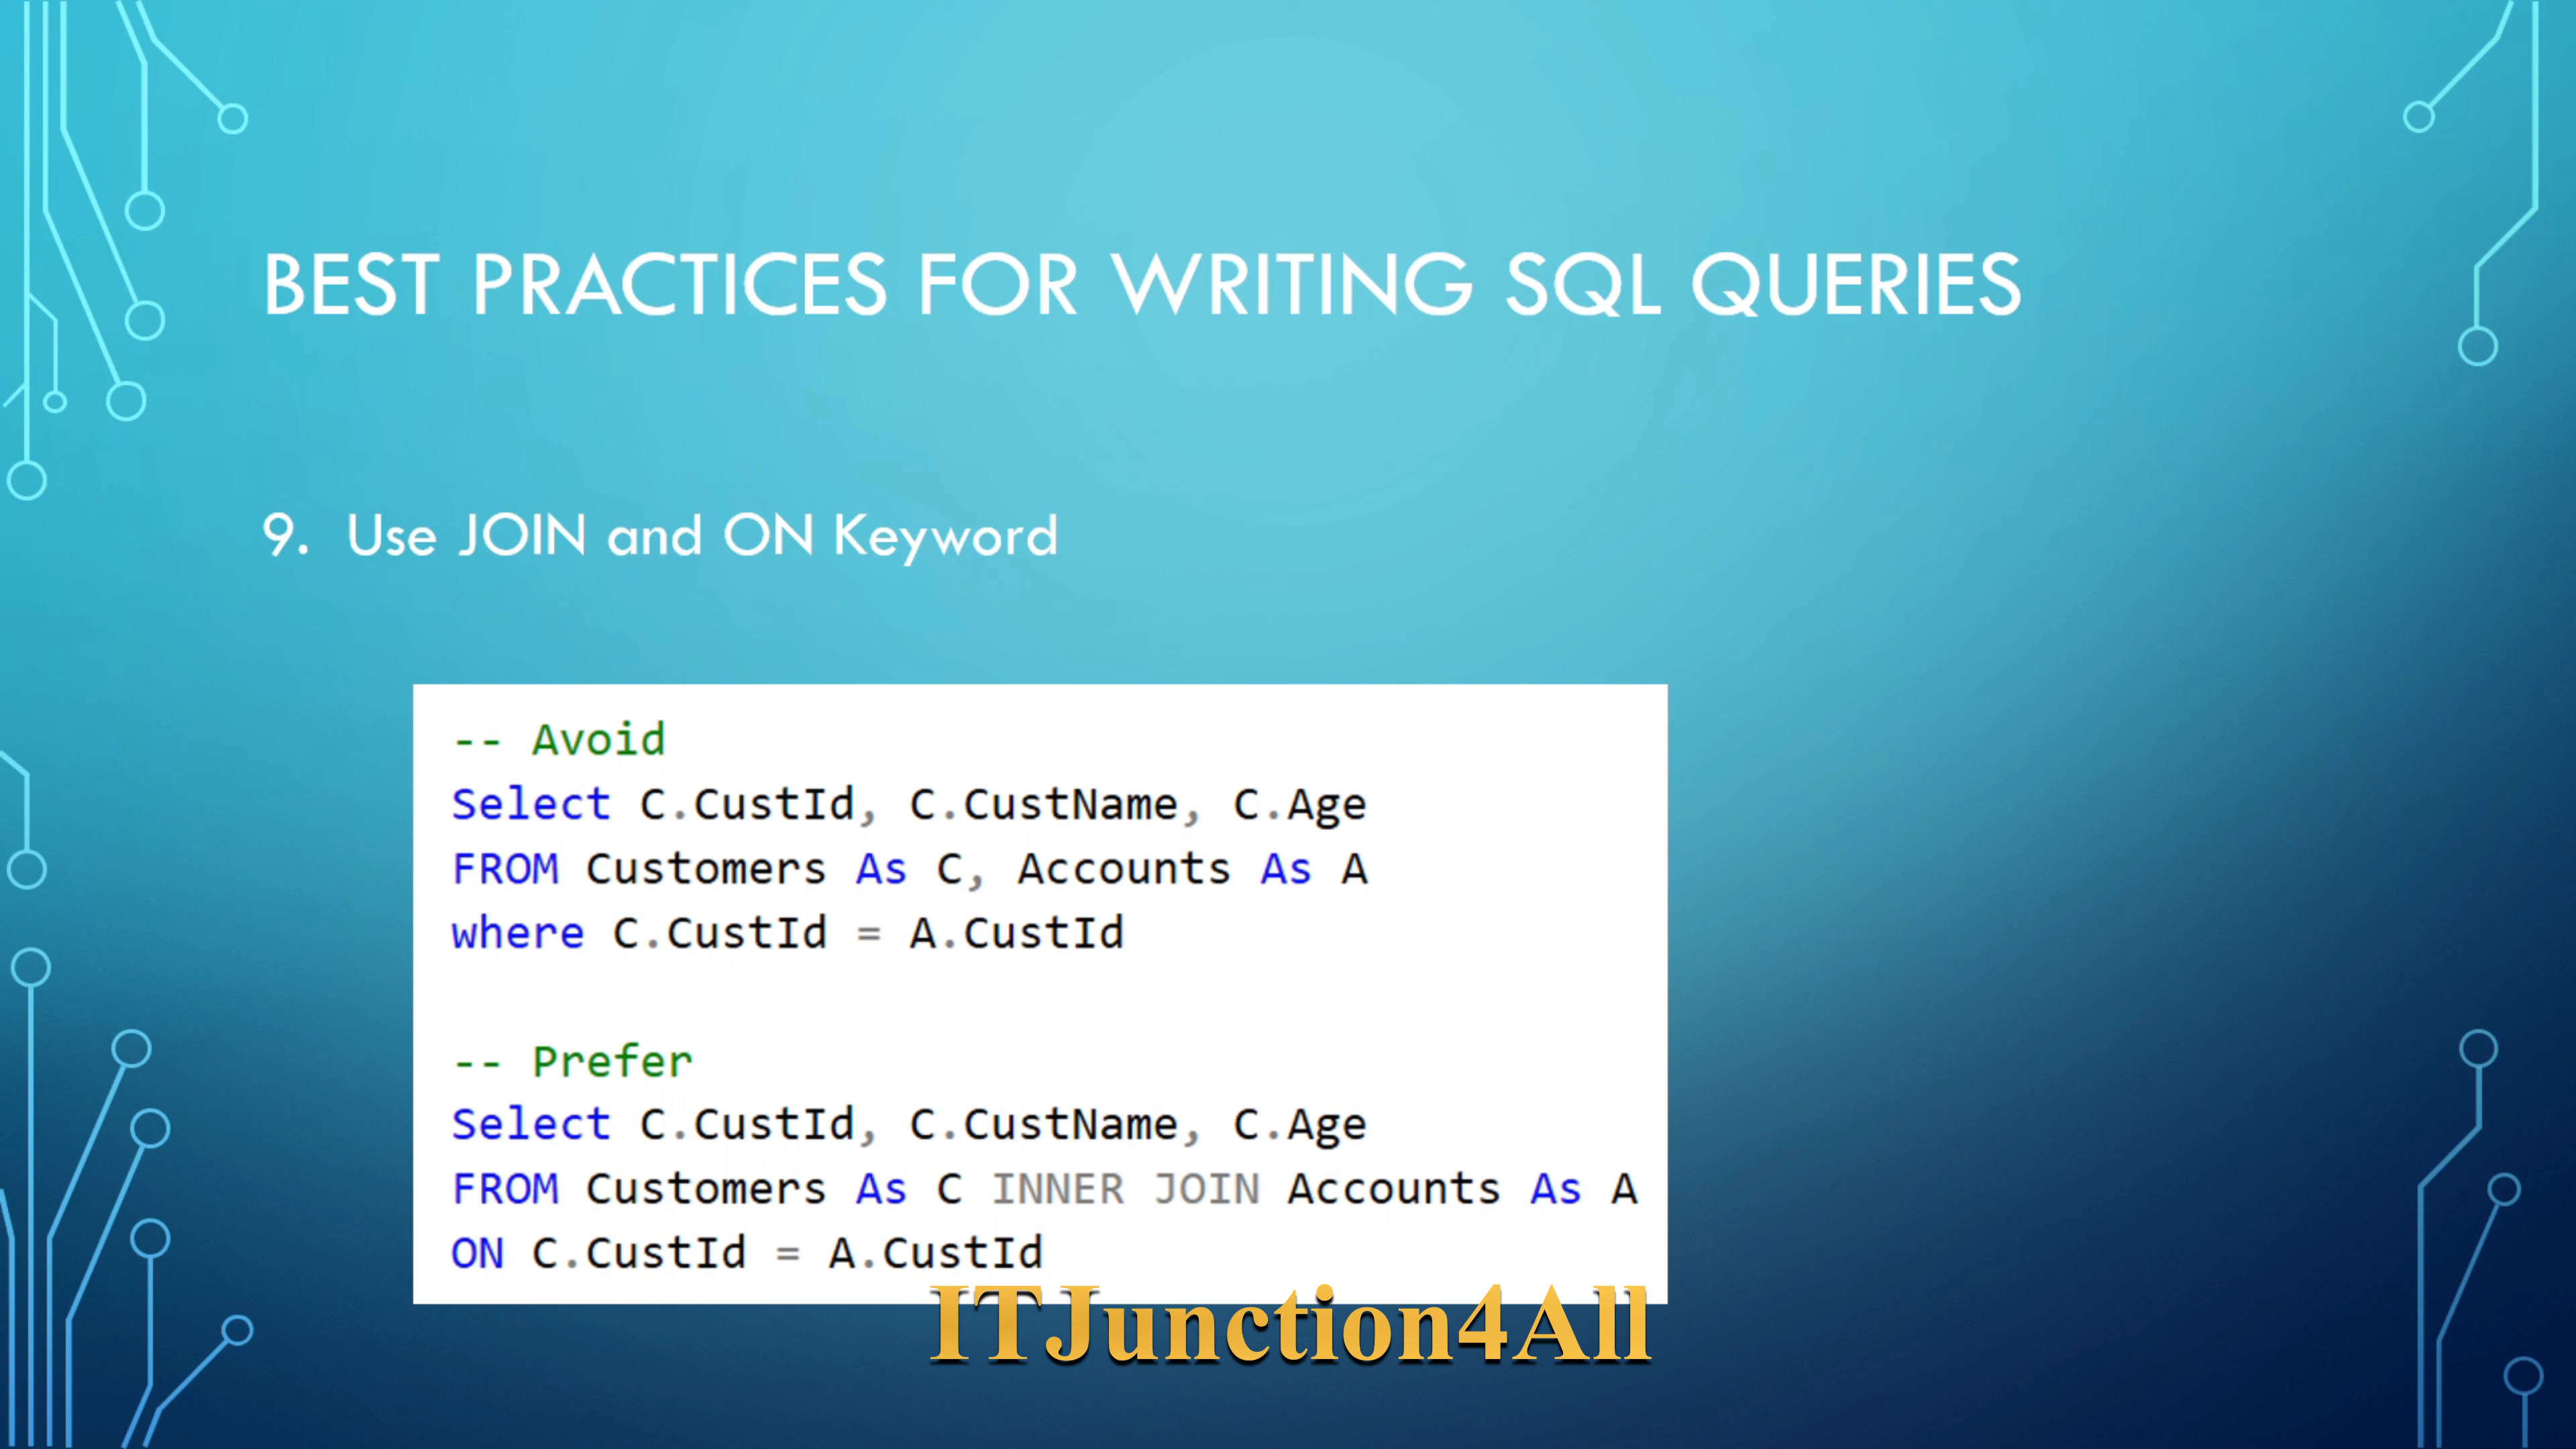 BEST PRACTICES FOR WRITING SQL QUERIES
9. Use JOIN and ON Keyword
-- Avoid
Select C.CustId, C.CustName, C.Age
FROM Customers As C, Accounts As A
where C.CustId = A.CustId
-- Prefer
Select C.CustId, C.CustName, C.Age
FROM Customers As C INNER JOIN Accounts As A
ON C.CustId = A.CustId
ITJunction4All